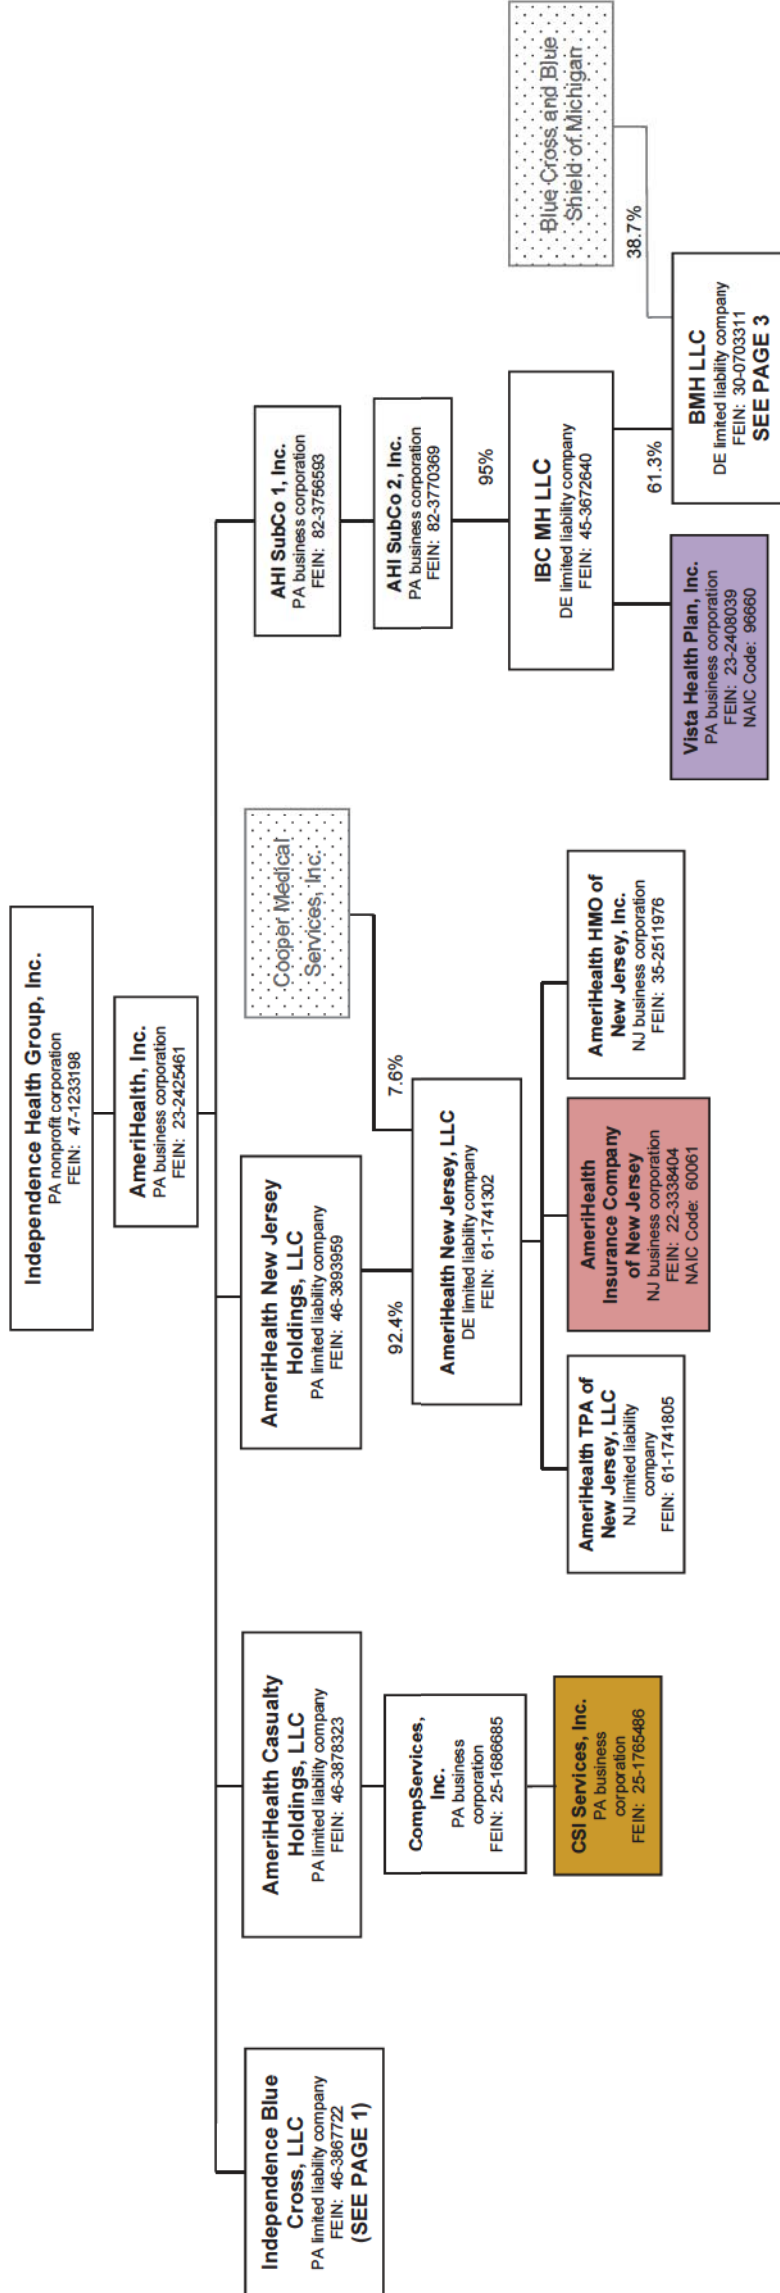 Independence Health Group, Inc.
PA nonprofit corporation
FEIN: 47-1233198
AmeriHealth, Inc.
PA business corporation
FEIN: 23-2425461
Independence Blue
Cross, LLC
PA limited liability company
FEIN: 46-3867722
(SEE PAGE 1)
AmeriHealth Casualty
Holdings, LLC
PA limited liability company
FEIN: 46-3878323
CompServices,
Inc.
PA business
corporation
FEIN: 25-1686685
CSI Services, Inc.
PA business
corporation
FEIN: 25-1765486
AmeriHealth New Jersey
Holdings, LLC
PA limited liability company
FEIN: 46-3893959
92.4%
Cooper Medical
Services, Inc.
7.6%
AmeriHealth New Jersey, LLC
DE limited liability company
FEIN: 61-1741302
AmeriHealth TPA of
New Jersey, LLC
NJ limited liability
company
FEIN: 61-1741805
AmeriHealth
Insurance Company
of New Jersey
NJ business corporation
FEIN: 22-3338404
NAIC Code: 60061
AmeriHealth HMO of
New Jersey, Inc.
NJ business corporation
FEIN: 35-2511976
AHI SubCo 1, Inc.
PA business corporation
FEIN: 82-3756593
AHI SubCo 2, Inc.
PA business corporation
FEIN: 82-3770369
95%
IBC MH LLC
DE limited liability company
FEIN: 45-3672640
Blue Cross and Blue
Shield of Michigan
61.3%
38.7%
Vista Health Plan, Inc.
PA business corporation
FEIN: 23-2408039
NAIC Code: 96660
BMH LLC
DE limited liability company
FEIN: 30-0703311
SEE PAGE 3